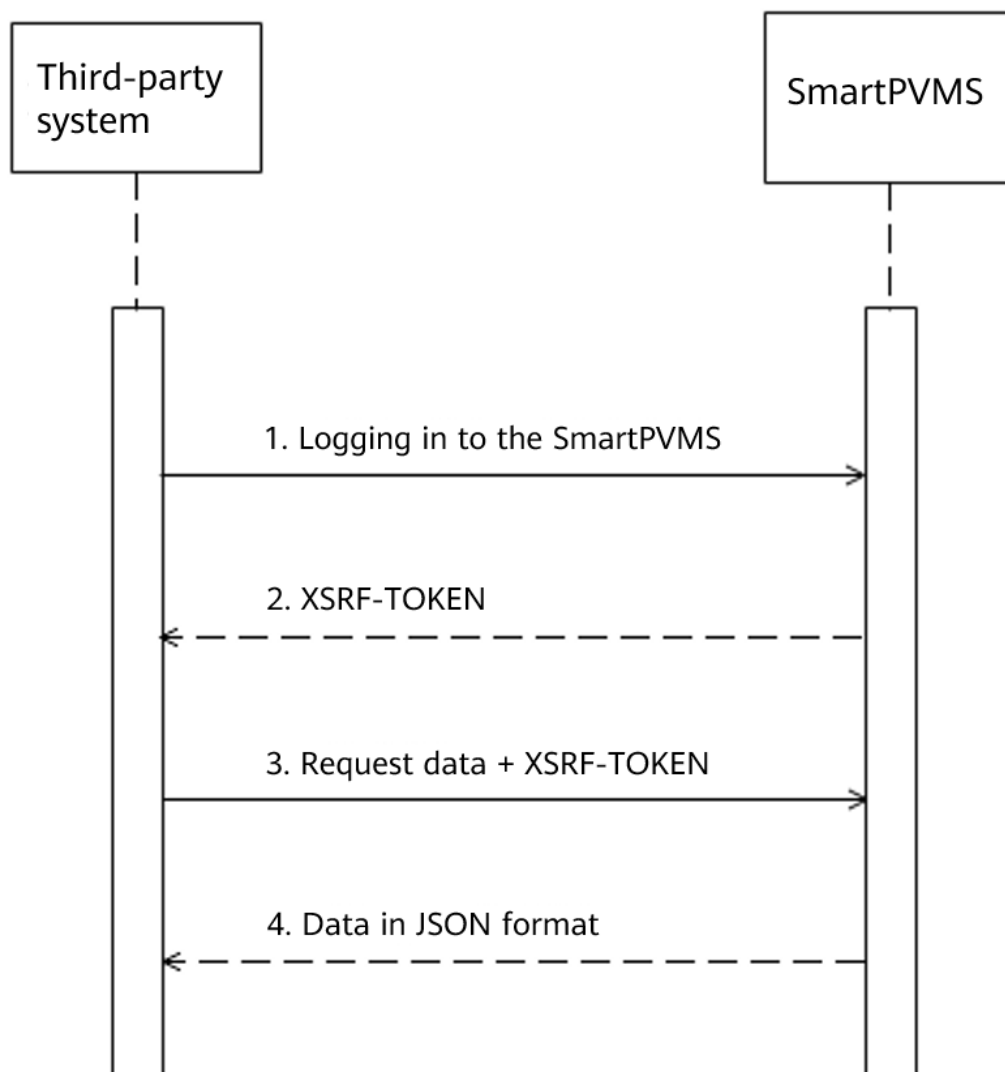 Third-party
system
SmartPVMS
1. Logging in to the SmartPVMS
2. XSRF-TOKEN
3. Request data + XSRF-TOKEN
4. Data in JSON format